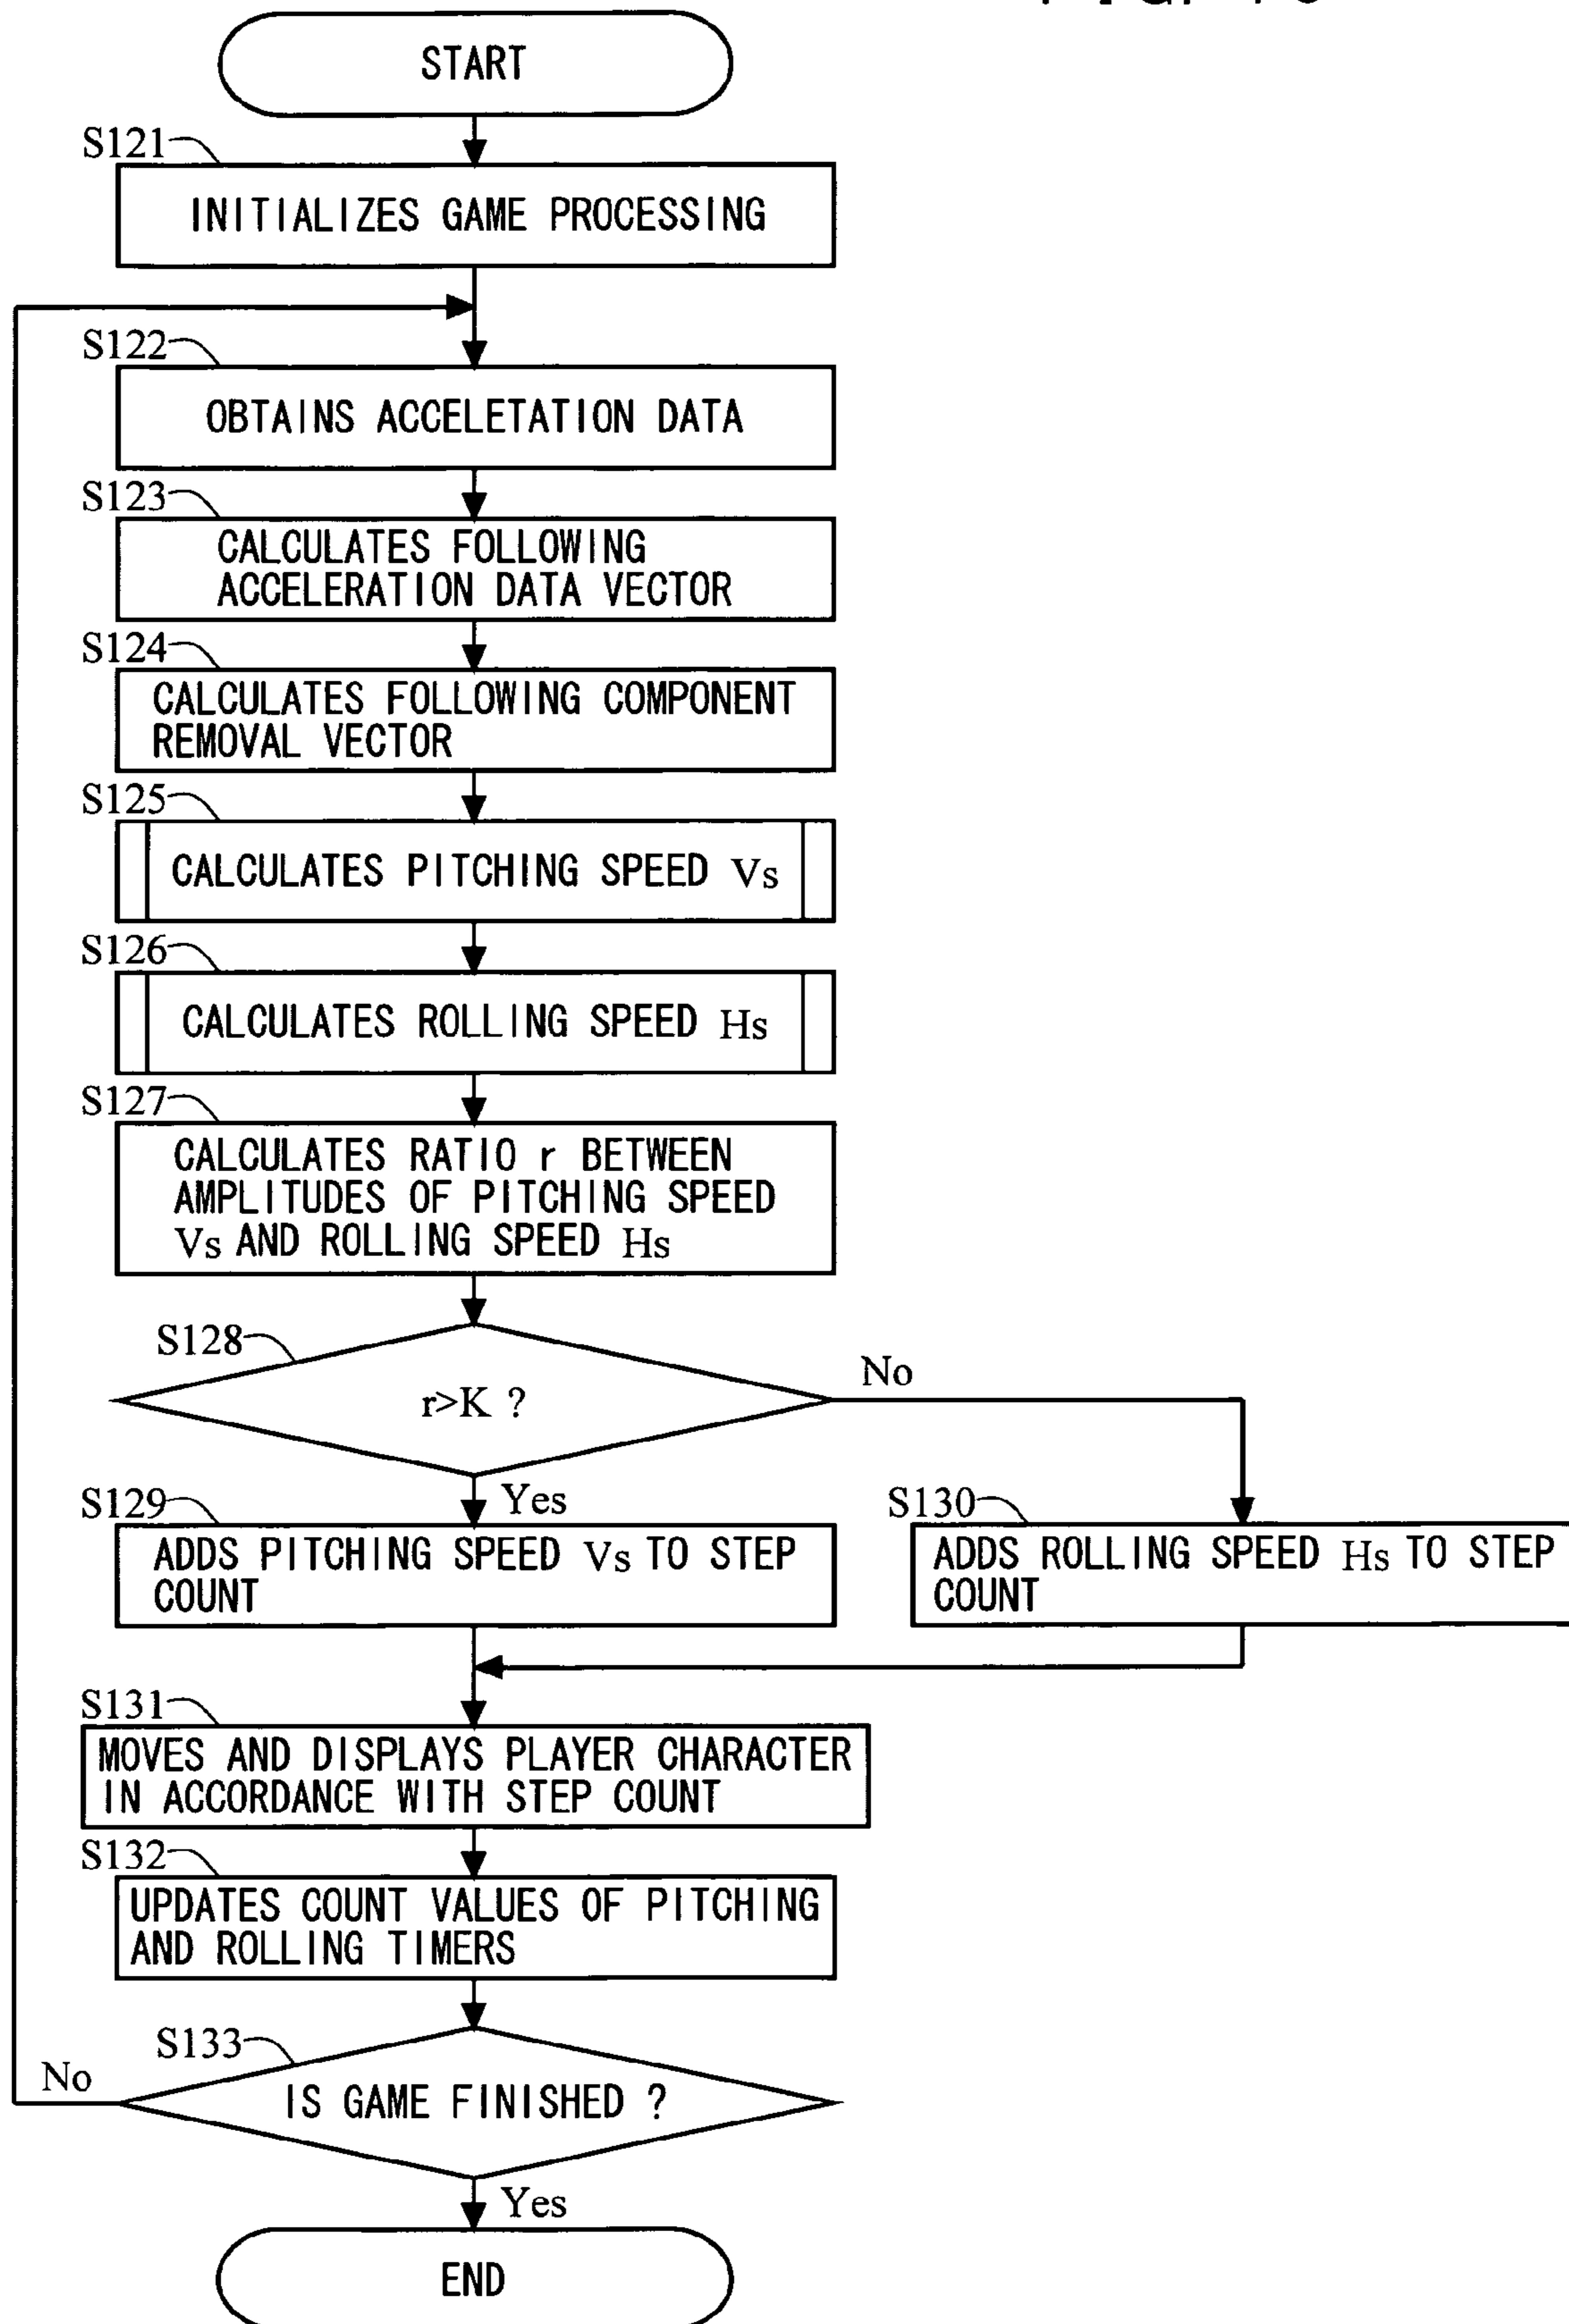 START
S121
INITIALIZES GAME PROCESSING
S122
OBTAINS ACCELETATION DATA
S123
CALCULATES FOLLOWING
ACCELERATION DATA VECTOR
S124
CALCULATES FOLLOWING COMPONENT
REMOVAL VECTOR
S125
CALCULATES PITCHING SPEED Vs
S126
CALCULATES ROLLING SPEED Hs
S127
CALCULATES RATIO r BETWEEN
AMPLITUDES OF PITCHING SPEED
Vs AND ROLLING SPEED Hs
S128
r>K ?
No
Yes
S129
ADDS PITCHING SPEED Vs TO STEP
COUNT
S130
ADDS ROLLING SPEED Hs TO STEP
COUNT
S131
MOVES AND DISPLAYS PLAYER CHARACTER
IN ACCORDANCE WITH STEP COUNT
S132
UPDATES COUNT VALUES OF PITCHING
AND ROLLING TIMERS
S133
No
IS GAME FINISHED ?
Yes
END